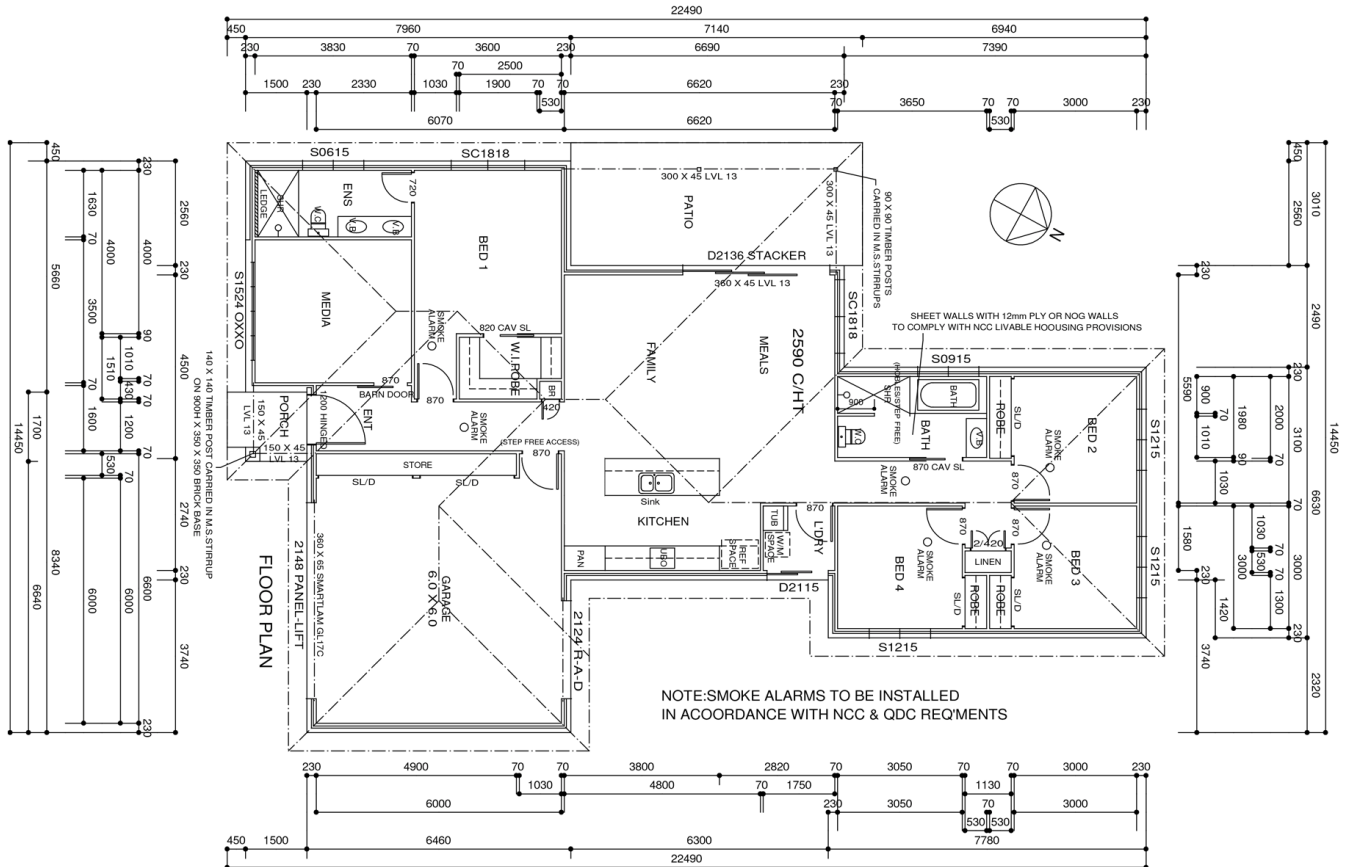 22490
450 7960 7140 6940
230 3830 70 3600 230 6690 7390
70 2500
1500 230 2330 1030 1900 70 70 6620 230
530
70 3650 70 70 3000 230
530
6070 6620
S0615 SC1818
LEDGE
SHR
W.C
ENS
V.B
V.B
720
BED 1
PATIO
300 X 45 LVL 13
300 X 45 LVL 13
90 X 90 TIMBER POSTS
CARRIED IN M.S.STIRRUPS
N
D2136 STACKER
360 X 45 LVL 13
SC1818
S1524 OXXO
MEDIA
SMOKE
ALARM
820 CAV SL
W.I.ROBE
BR
420
FAMILY
MEALS
2590 C/HT
SHEET WALLS WITH 12mm PLY OR NOG WALLS
TO COMPLY WITH NCC LIVABLE HOOUSING PROVISIONS
S0915
(HOBLESS/STEP FREE)
SHR
900
BATH
W.C
BATH
V.B
ROBE
SL/D
BED 2
SMOKE
ALARM
S1215
870 CAV SL
SMOKE
ALARM
870
870
BARN DOOR
870
1200 HINGED
ENT
SMOKE
ALARM
PORCH
150 X 45
LVL 13
150 X 45
LVL 13
140 X 140 TIMBER POST CARRIED IN M.S.STIRRUP
ON 900H X 350 X 350 BRICK BASE
(STEP FREE ACCESS)
870
STORE
SL/D SL/D
Sink
KITCHEN
PAN
UBO
REF
SPACE
W/M
SPACE
TUB
870
L'DRY
D2115
870
SMOKE
ALARM
BED 4
2/420
LINEN
870
SMOKE
ALARM
BED 3
SL/D
ROBE
ROBE
SL/D
S1215
S1215
FLOOR PLAN
2148 PANEL-LIFT
360 X 65 SMARTLAM GL17C
GARAGE
6.0 X 6.0
2124 R-A-D
NOTE:SMOKE ALARMS TO BE INSTALLED
IN ACOORDANCE WITH NCC & QDC REQ'MENTS
14450
1700
6640
450
5660
8340
1630
70
4000
3500
90
1010
1510
430
70
70
1600
1200
70
530
70
6000
6000
230
4000
230
230
230
2560
4500
2740
6600
3740
450
2560
230
5590
1580
230
3740
900
70
1010
1030
1420
1980
90
3000
2000
70
1030
530
70
1300
230
3100
70
3000
230
3010
2490
6630
2320
14450
230 4900 70 70 3800 2820 70 3050 70 70 3000 230
1030 4800 70 1750 1130
6000 230 3050 70 3000
530 530
450 1500 6460 6300 7780
22490